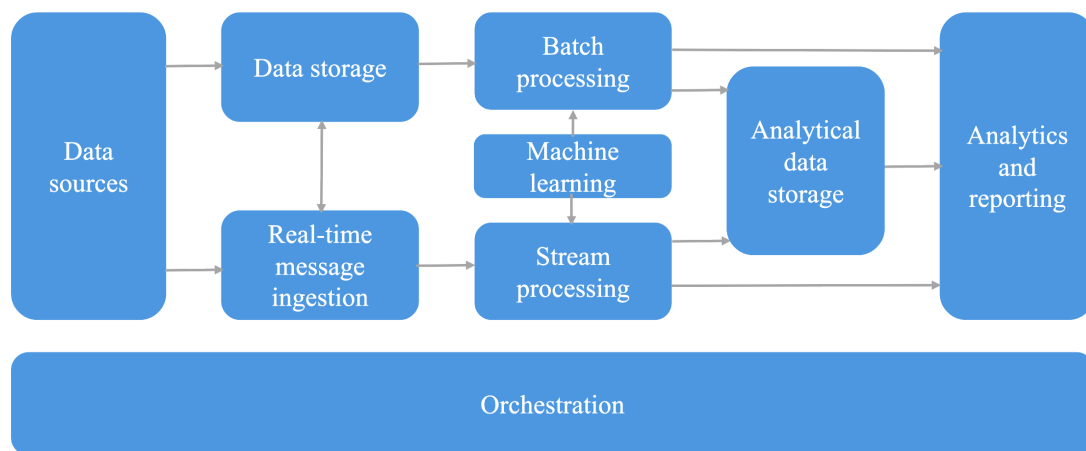 Data
sources
Data storage
Real-time
message
ingestion
Batch
processing
Machine
learning
Stream
processing
Analytical
data
storage
Analytics
and
reporting
Orchestration